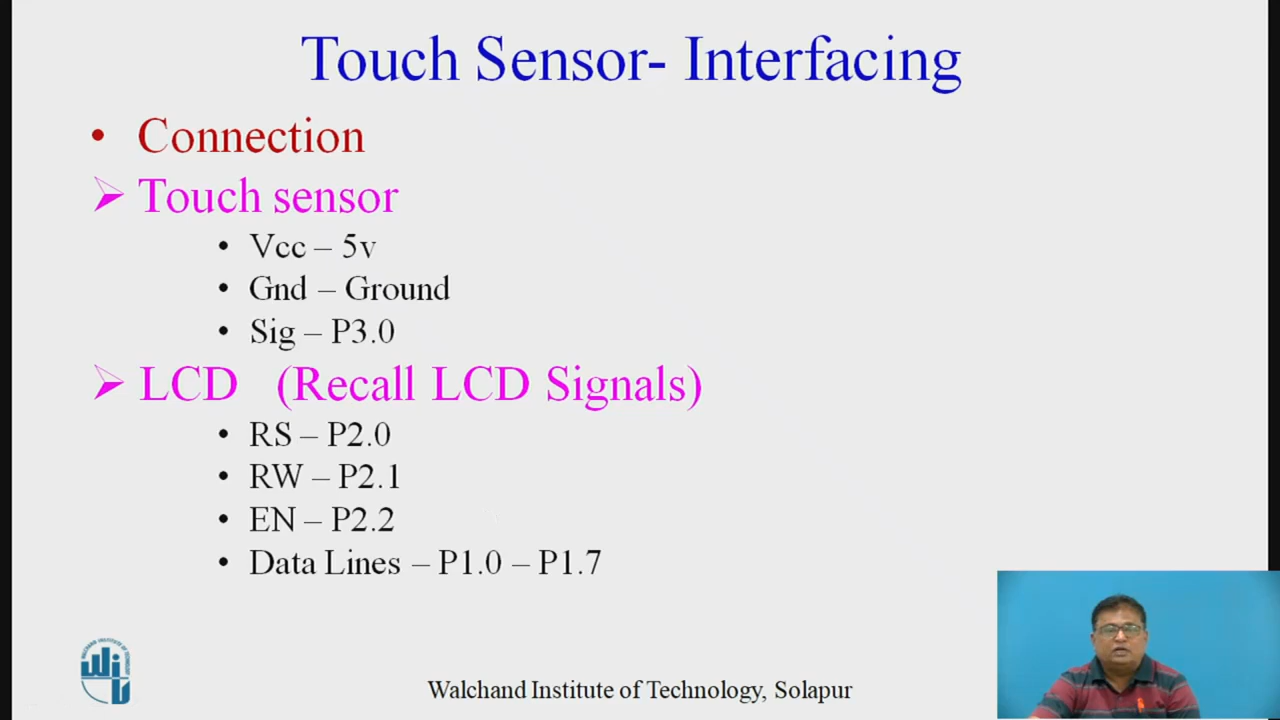 Touch Sensor- Interfacing
• Connection
➢ Touch sensor
• Vcc – 5v
• Gnd – Ground
• Sig – P3.0
➢ LCD (Recall LCD Signals)
• RS – P2.0
• RW – P2.1
• EN – P2.2
• Data Lines – P1.0 – P1.7
Walchand Institute of Technology, Solapur